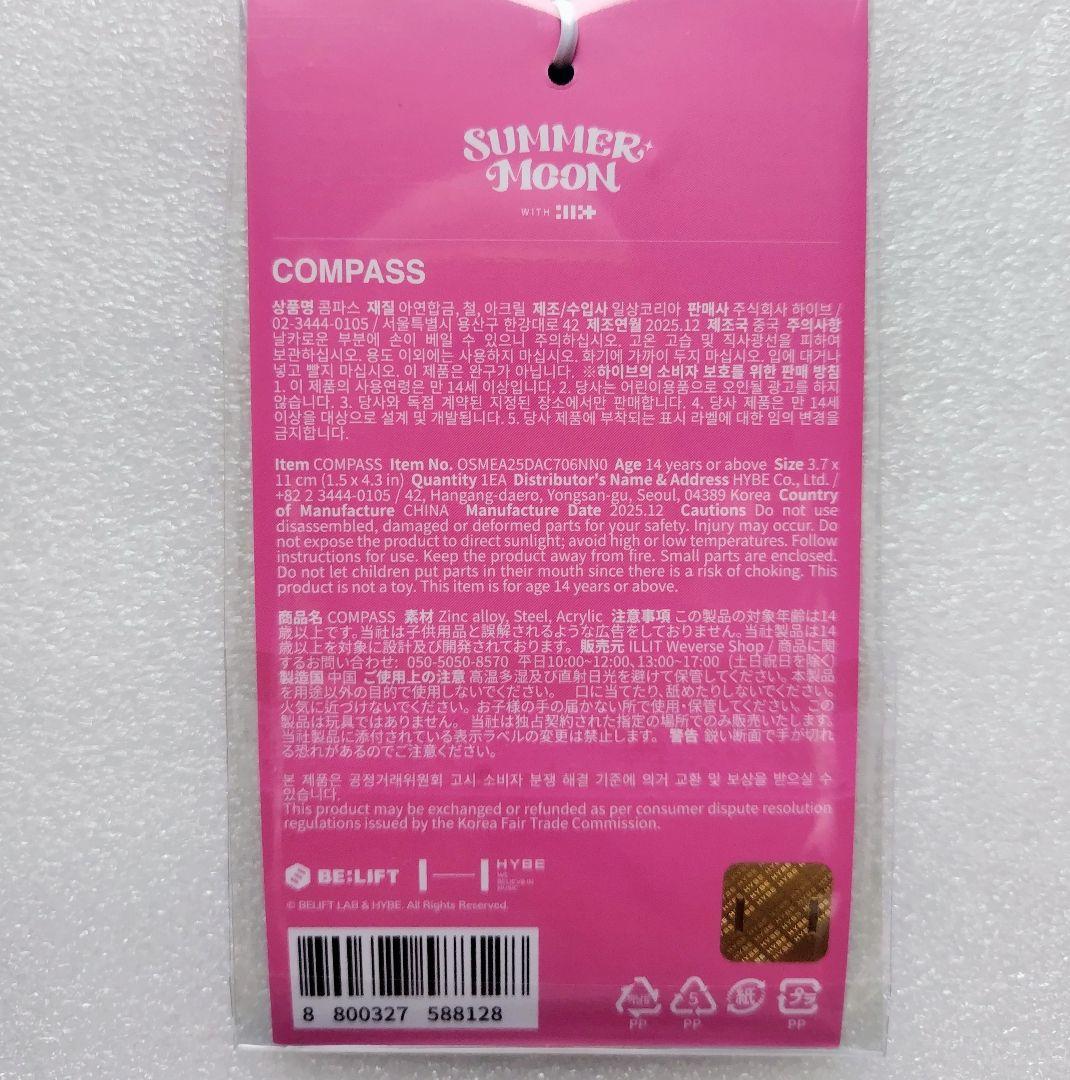 SUMMER
MOON
WITH
COMPASS
상품명 콤파스 재질 아연합금, 철, 아크릴 제조/수입사 일상코리아 판매사 주식회사 하이브 /
02-3444-0105 / 서울특별시 용산구 한강대로 42 제조연월 2025.12 제조국 중국 주의사항
날카로운 부분에 손이 베일 수 있으니 주의하십시오. 고온 고습 및 직사광선을 피하여
보관하십시오. 용도 이외에는 사용하지 마십시오. 화기에 가까이 두지 마십시오. 입에 대거나
넣고 빨지 마십시오. 이 제품은 완구가 아닙니다. ※하이브의 소비자 보호를 위한 판매 방침
1. 이 제품의 사용연령은 만 14세 이상입니다. 2. 당사는 어린이용품으로 오인될 광고를 하지
않습니다. 3. 당사와 독점 계약된 지정된 장소에서만 판매합니다. 4. 당사 제품은 만 14세
이상을 대상으로 설계 및 개발됩니다. 5. 당사 제품에 부착되는 표시 라벨에 대한 임의 변경을
금지합니다.
Item COMPASS Item No. OSMEA25DAC706NN0 Age 14 years or above Size 3.7 x
11 cm (1.5 x 4.3 in) Quantity 1EA Distributor's Name & Address HYBE Co., Ltd. /
+82 2 3444-0105 / 42, Hangang-daero, Yongsan-gu, Seoul, 04389 Korea Country
of Manufacture CHINA Manufacture Date 2025.12 Cautions Do not use
disassembled, damaged or deformed parts for your safety. Injury may occur. Do
not expose the product to direct sunlight; avoid high or low temperatures. Follow
instructions for use. Keep the product away from fire. Small parts are enclosed.
Do not let children put parts in their mouth since there is a risk of choking. This
product is not a toy. This item is for age 14 years or above.
商品名 COMPASS 素材 Zinc alloy, Steel, Acrylic 注意事項 この製品の対象年齢は14
歳以上です。当社は子供用品と誤解されるような広告をしておりません。当社製品は14
歳以上を対象に設計及び開発されております。 販売元 ILLIT Weverse Shop / 商品に関
するお問い合わせ: 050-5050-8570 平日10:00~12:00、13:00~17:00 (土日祝日を除く)
製造国 中国 ご使用上の注意 高温多湿及び直射日光を避けて保管してください。本製品
を用途以外の目的で使用しないでください。 口に当てたり、舐めたりしないでください。
火気に近づけないでください。お子様の手の届かない所で使用・保管してください。この
製品は玩具ではありません。 当社は独占契約された指定の場所でのみ販売いたします。
当社製品に添付されている表示ラベルの変更は禁止します。 警告 鋭い断面で手が切れ
る恐れがあるのでご注意ください。
본 제품은 공정거래위원회 고시 소비자 분쟁 해결 기준에 의거 교환 및 보상을 받으실 수
있습니다.
This product may be exchanged or refunded as per consumer dispute resolution
regulations issued by the Korea Fair Trade Commission.
BE:LIFT HYBE
WE
BELIEVE IN
MUSIC
© BELIFT LAB & HYBE. All Rights Reserved.
8 800327 588128
5 紙 プラ
PP PP PP